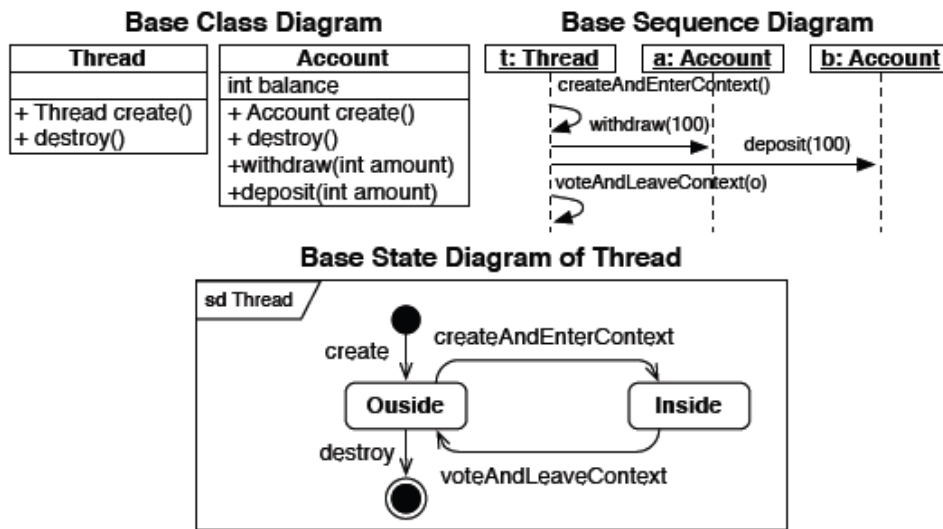 Base Class Diagram
Thread
+ Thread create()
+ destroy()
Account
int balance
+ Account create()
+ destroy()
+withdraw(int amount)
+deposit(int amount)
Base Sequence Diagram
t: Thread
a: Account
b: Account
createAndEnterContext()
withdraw(100)
deposit(100)
voteAndLeaveContext(o)
Base State Diagram of Thread
sd Thread
create
createAndEnterContext
Ouside
Inside
destroy
voteAndLeaveContext